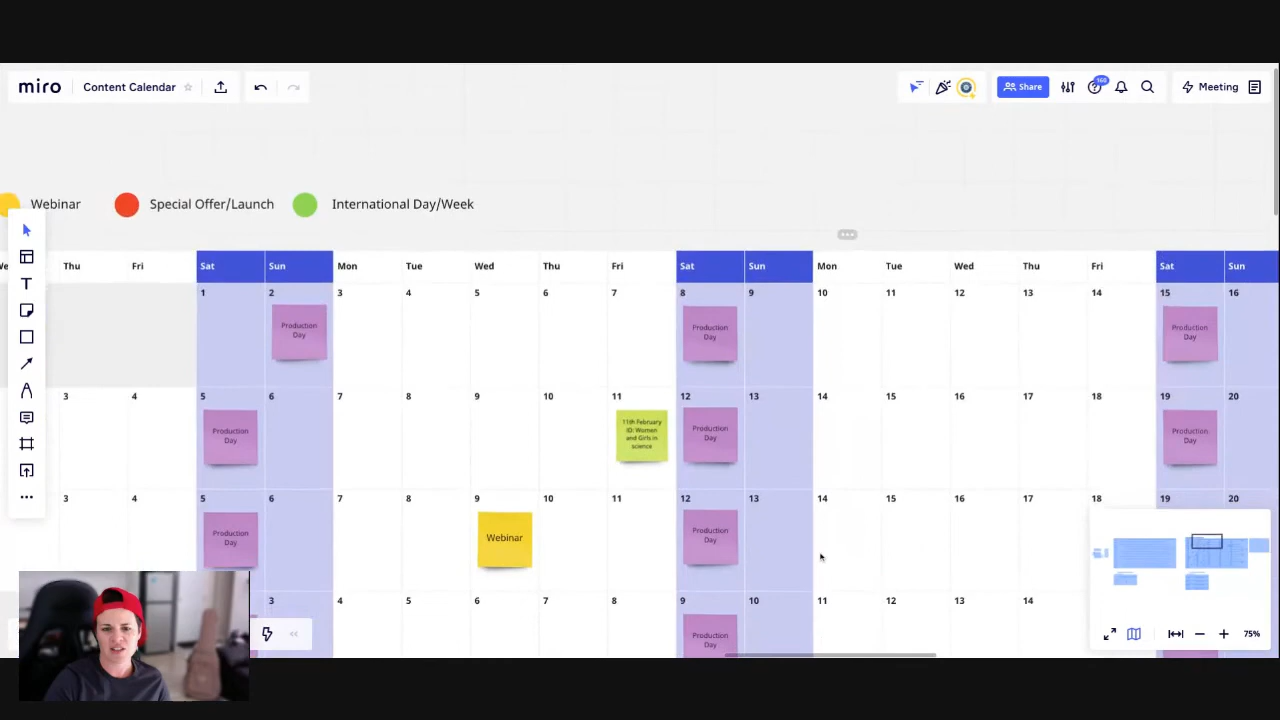 miro
Content Calendar
160
Share
Meeting
Webinar
Special Offer/Launch
International Day/Week
Thu Fri Sat Sun Mon Tue Wed Thu Fri Sat Sun Mon Tue Wed Thu Fri Sat Sun
1 2 3 4 5 6 7 8 9 10 11 12 13 14 15 16
Production
Day
Production
Day
Production
Day
3 4 5 6 7 8 9 10 11 12 13 14 15 16 17 18 19 20
Production
Day
11th February
ID: Women
and Girls in
science
Production
Day
Production
Day
3 4 5 6 7 8 9 10 11 12 13 14 15 16 17 18 19 20
Production
Day
Webinar
Production
Day
3 4 5 6 7 8 9 10 11 12 13 14
Production
Day
75%